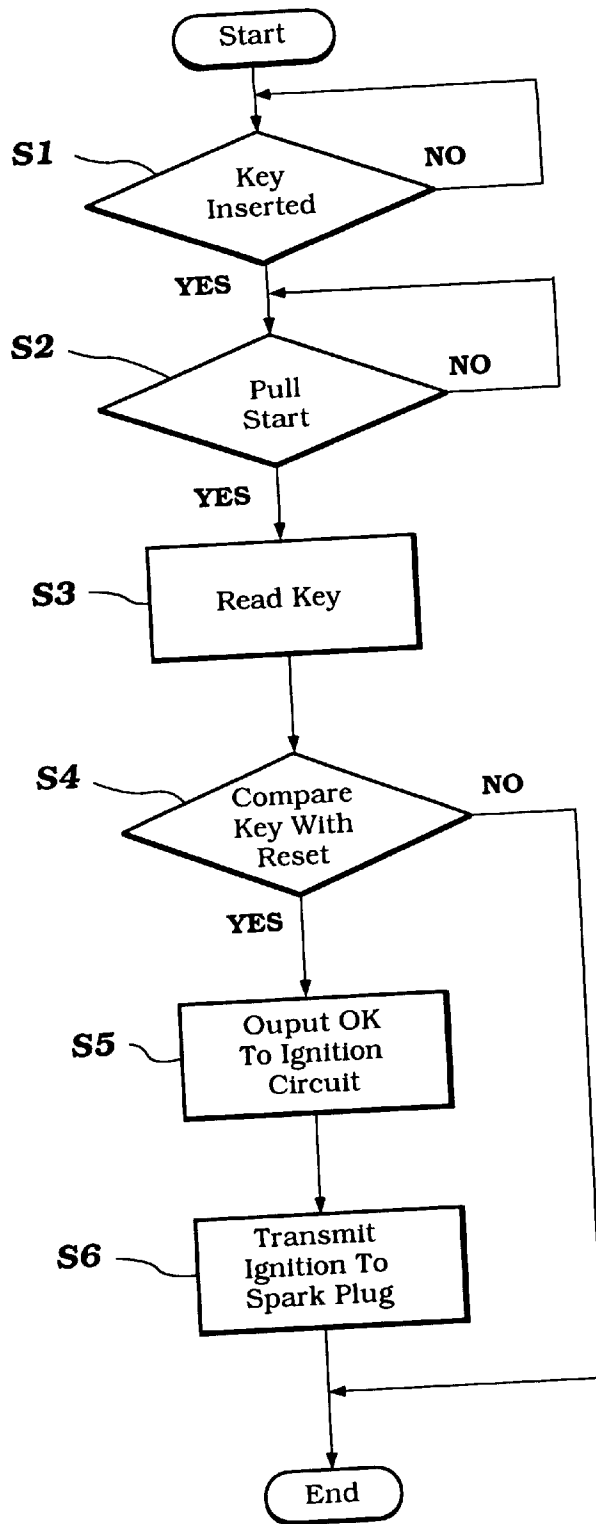 Start
S1
Key
Inserted
NO
YES
S2
Pull
Start
NO
YES
S3
Read Key
S4
Compare
Key With
Reset
NO
YES
S5
Ouput OK
To Ignition
Circuit
S6
Transmit
Ignition To
Spark Plug
End